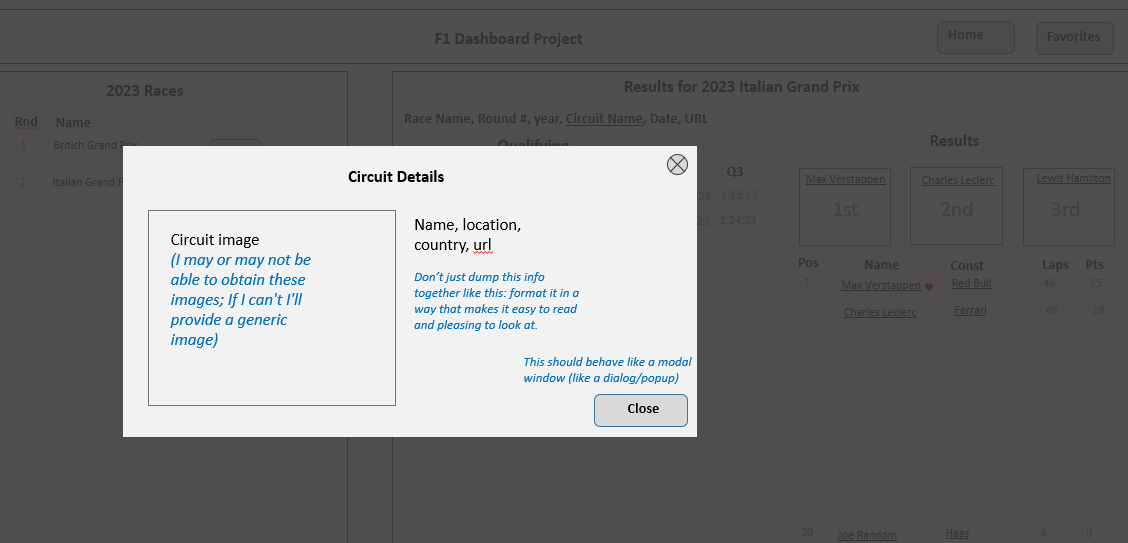 F1 Dashboard Project
Home
Favorites
2023 Races
Rnd Name
1 British Grand Prix
2 Italian Grand P
Results for 2023 Italian Grand Prix
Race Name, Round #, year, Circuit Name, Date, URL
Qualifying
Q3
23 1:23:13
23 1:24:23
Results
Max Verstappen
1st
Charles Leclerc
2nd
Lewis Hamilton
3rd
Pos Name Const Laps Pts
1 Max Verstappen Red Bull 46 25
Charles Leclerc Ferrari 46 18
20 Joe Random Haas 4 0
Circuit Details
Circuit image
(I may or may not be
able to obtain these
images; If I can't I'll
provide a generic
image)
Name, location,
country, url
Don't just dump this info
together like this: format it in a
way that makes it easy to read
and pleasing to look at.
This should behave like a modal
window (like a dialog/popup)
Close